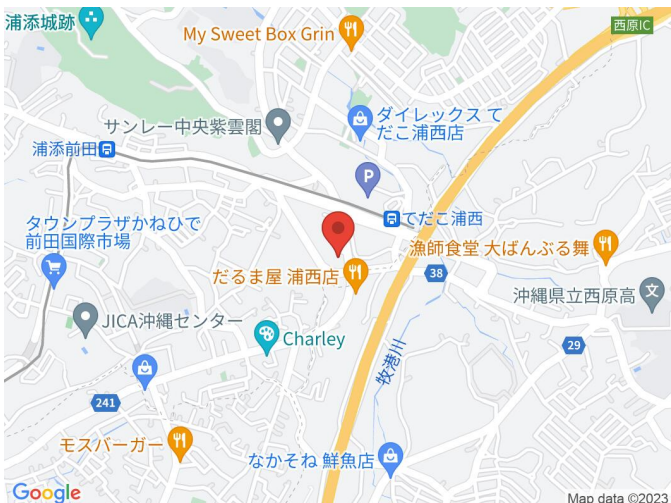 浦添城跡
西原IC
My Sweet Box Grin
ダイレックス て
だこ浦西店
サンレー中央紫雲閣
浦添前田
P
てだこ浦西
タウンプラザかねひで
前田国際市場
漁師食堂 大ばんぶる舞
だるま屋 浦西店
38
沖縄県立西原高
文
JICA沖縄センター
Charley
29
牧港川
241
モスバーガー
なかそね 鮮魚店
Google
Map data ©2023